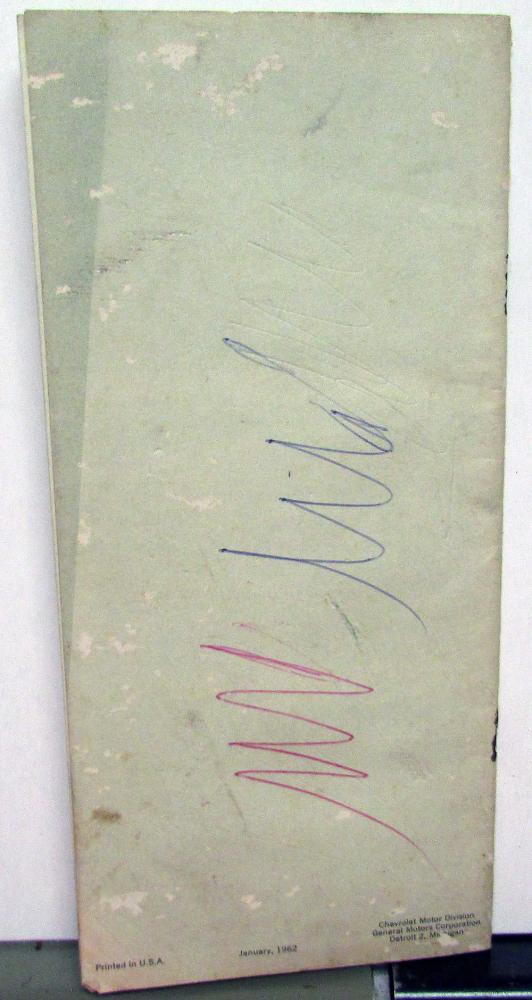 Chevrolet Motor Division
General Motors Corporation
Detroit 2, Michigan
January, 1962
Printed in U.S.A.